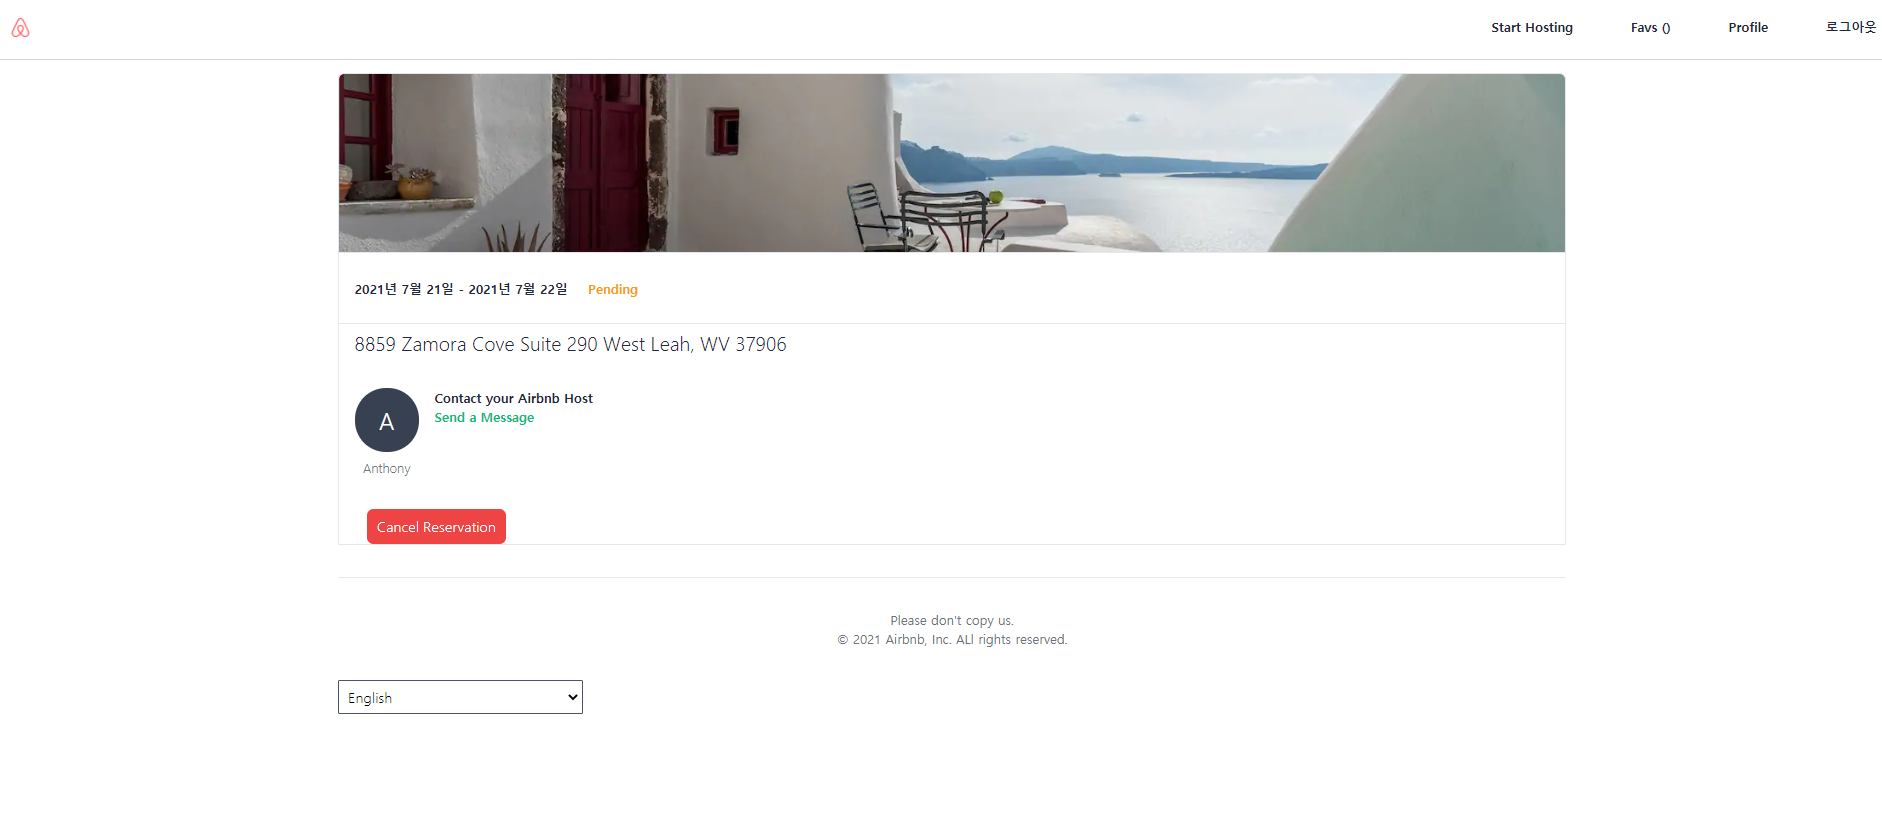 Start Hosting Favs () Profile 로그아웃
2021년 7월 21일 - 2021년 7월 22일 Pending
8859 Zamora Cove Suite 290 West Leah, WV 37906
A
Contact your Airbnb Host
Send a Message
Anthony
Cancel Reservation
Please don't copy us.
© 2021 Airbnb, Inc. ALl rights reserved.
English